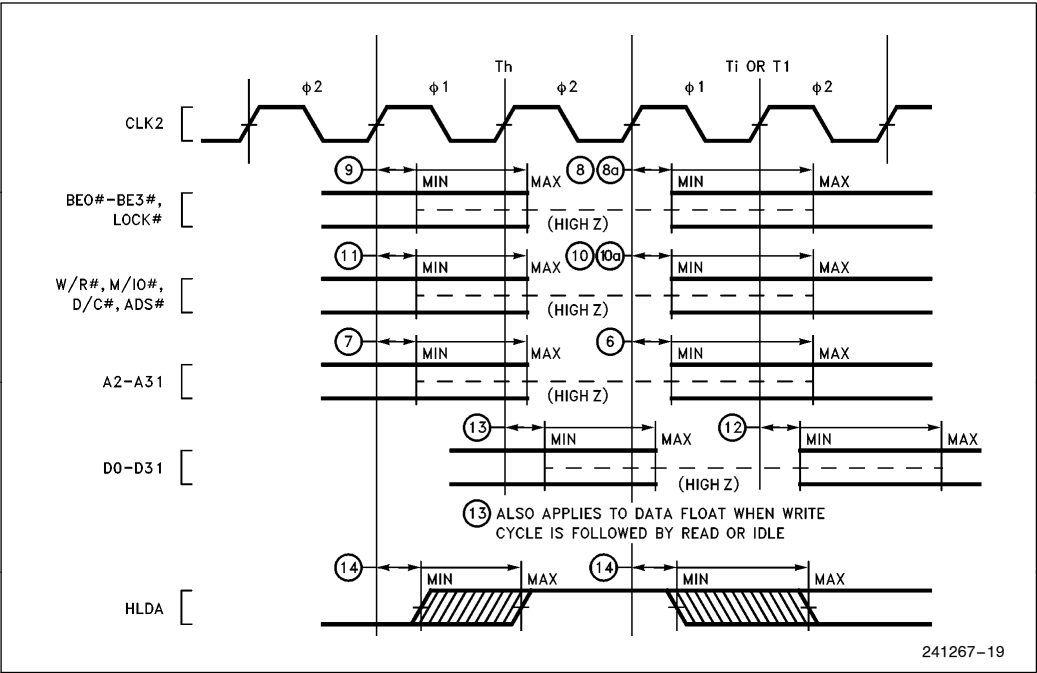 Th Ti OR T1
φ2 φ1 φ2 φ1 φ2
CLK2
9 8 8a
MIN MAX MIN MAX
BE0#-BE3#,
LOCK#
(HIGH Z)
11 10 10a
MIN MAX MIN MAX
W/R#, M/IO#,
D/C#, ADS#
(HIGH Z)
7 6
MIN MAX MIN MAX
A2-A31
(HIGH Z)
13 12
MIN MAX MIN MAX
D0-D31
(HIGH Z)
13 ALSO APPLIES TO DATA FLOAT WHEN WRITE
CYCLE IS FOLLOWED BY READ OR IDLE
14 14
MIN MAX MIN MAX
HLDA
241267-19